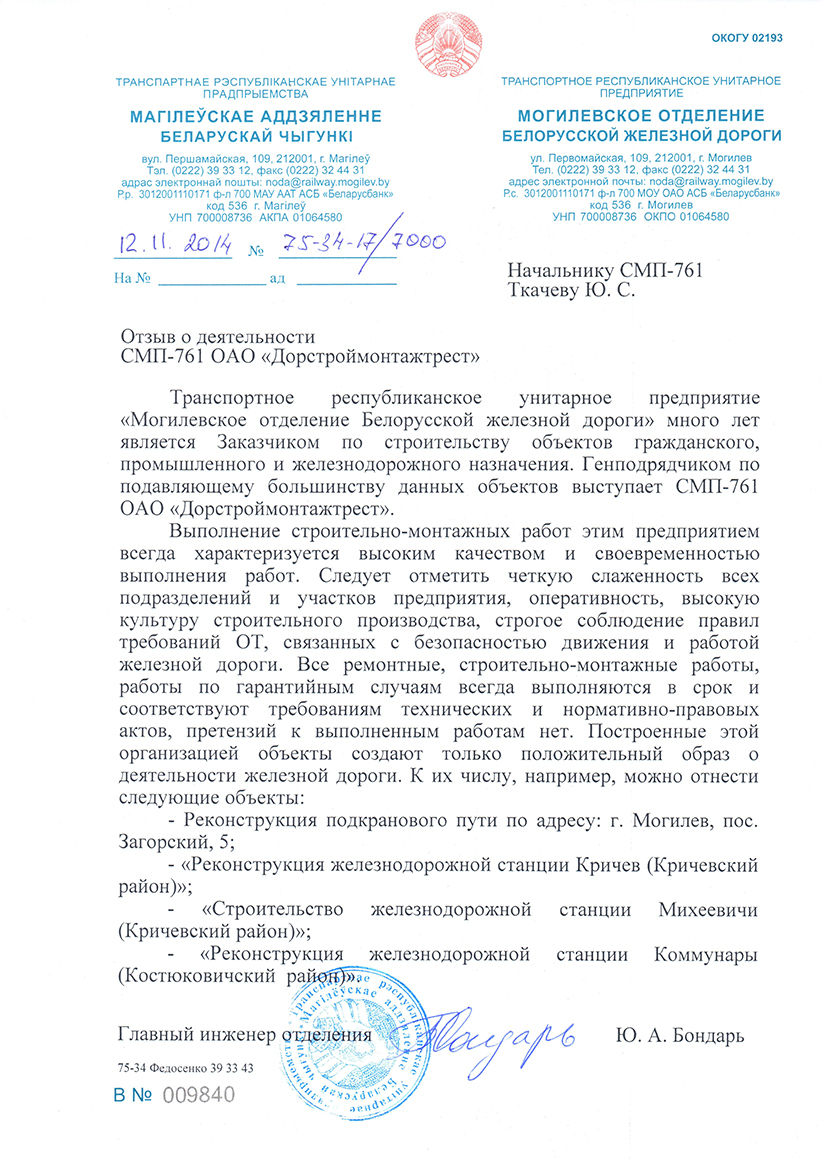 ОКОГУ 02193
ТРАНСПАРТНАЕ РЭСПУБЛІКАНСКАЕ УНІТАРНАЕ
ПРАДПРЫЕМСТВА
МАГІЛЕЎСКАЕ АДДЗЯЛЕННЕ
БЕЛАРУСКАЙ ЧЫГУНКІ
вул. Першамайская, 109, 212001, г. Магілеў
Тэл. (0222) 39 33 12, факс (0222) 32 44 31
адрас электроннай пошты: noda@railway.mogilev.by
Р.р. 3012001110171 ф-л 700 МАУ ААТ АСБ «Беларусбанк»
код 536 г. Магілеў
УНП 700008736 АКПА 01064580
ТРАНСПОРТНОЕ РЕСПУБЛИКАНСКОЕ УНИТАРНОЕ
ПРЕДПРИЯТИЕ
МОГИЛЕВСКОЕ ОТДЕЛЕНИЕ
БЕЛОРУССКОЙ ЖЕЛЕЗНОЙ ДОРОГИ
ул. Первомайская, 109, 212001, г. Могилев
Тел. (0222) 39 33 12, факс (0222) 32 44 31
адрес электронной почты: noda@railway.mogilev.by
Р.с. 3012001110171 ф-л 700 МОУ ОАО АСБ «Беларусбанк»
код 536 г. Могилев
УНП 700008736 ОКПО 01064580
12.11.2014 № 75-34-17/7000
На № ад
Начальнику СМП-761
Ткачеву Ю. С.
Отзыв о деятельности
СМП-761 ОАО «Дорстроймонтажтрест»
Транспортное республиканское унитарное предприятие
«Могилевское отделение Белорусской железной дороги» много лет
является Заказчиком по строительству объектов гражданского,
промышленного и железнодорожного назначения. Генподрядчиком по
подавляющему большинству данных объектов выступает СМП-761
ОАО «Дорстроймонтажтрест».
Выполнение строительно-монтажных работ этим предприятием
всегда характеризуется высоким качеством и своевременностью
выполнения работ. Следует отметить четкую слаженность всех
подразделений и участков предприятия, оперативность, высокую
культуру строительного производства, строгое соблюдение правил
требований ОТ, связанных с безопасностью движения и работой
железной дороги. Все ремонтные, строительно-монтажные работы,
работы по гарантийным случаям всегда выполняются в срок и
соответствуют требованиям технических и нормативно-правовых
актов, претензий к выполненным работам нет. Построенные этой
организацией объекты создают только положительный образ о
деятельности железной дороги. К их числу, например, можно отнести
следующие объекты:
- Реконструкция подкранового пути по адресу: г. Могилев, пос.
Загорский, 5;
- «Реконструкция железнодорожной станции Кричев (Кричевский
район)»;
- «Строительство железнодорожной станции Михеевичи
(Кричевский район)»;
- «Реконструкция железнодорожной станции Коммунары
(Костюковичский район)».
Транспартнае рэспубліканскае унітарнае прадпрыемства
Магілёўскае аддзяленне Беларускай чыгункі
Главный инженер отделения Бондарь Ю. А. Бондарь
75-34 Федосенко 39 33 43
В № 009840